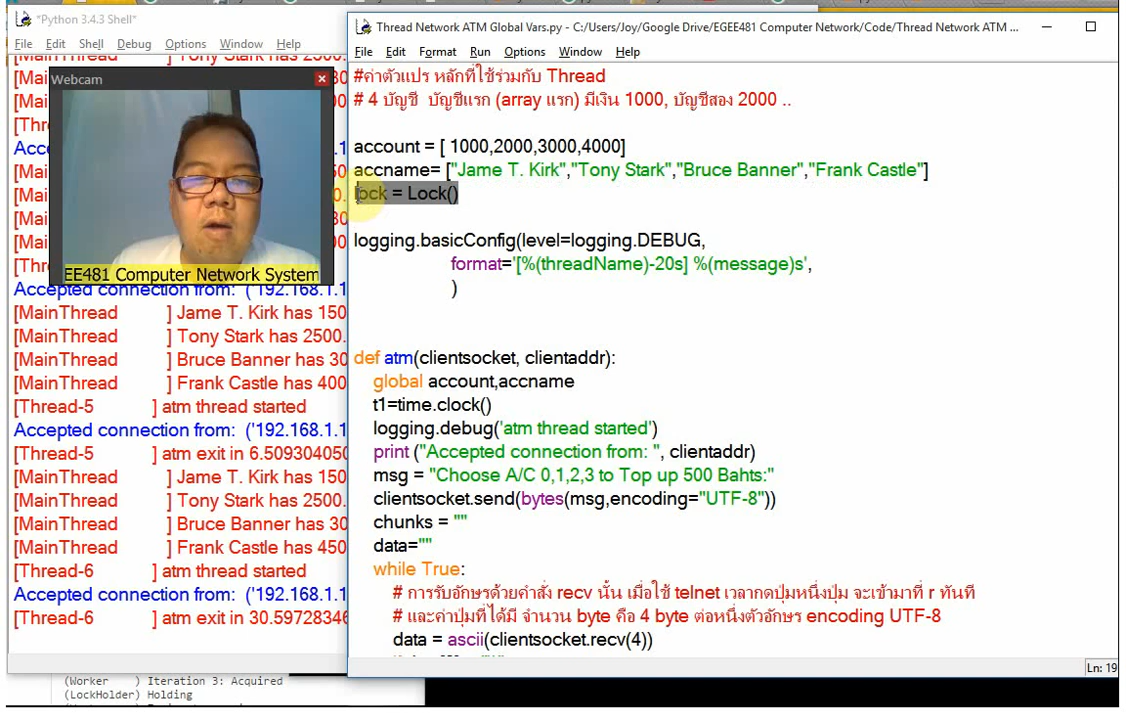 *Python 3.4.3 Shell*
File Edit Shell Debug Options Window Help
[MainThread ] Tony Stark has 2500.
[Mai
[Mai
[Thre
Acce
[Mai
[Mai
[Mai
[Mai
[Thre
Webcam
EE481 Computer Network System
Accepted connection from: ('192.168.1.1
[MainThread ] Jame T. Kirk has 150
[MainThread ] Tony Stark has 2500.
[MainThread ] Bruce Banner has 30
[MainThread ] Frank Castle has 400
[Thread-5 ] atm thread started
Accepted connection from: ('192.168.1.1
[Thread-5 ] atm exit in 6.509304050
[MainThread ] Jame T. Kirk has 150
[MainThread ] Tony Stark has 2500.
[MainThread ] Bruce Banner has 30
[MainThread ] Frank Castle has 450
[Thread-6 ] atm thread started
Accepted connection from: ('192.168.1.1
[Thread-6 ] atm exit in 30.59728346
(Worker ) Iteration 3: Acquired
(LockHolder) Holding
Thread Network ATM Global Vars.py - C:/Users/Joy/Google Drive/EGEE481 Computer Network/Code/Thread Network ATM ...
File Edit Format Run Options Window Help
#ค่าตัวแปร หลักที่ใช้ร่วมกับ Thread
# 4 บัญชี บัญชีแรก (array แรก) มีเงิน 1000, บัญชีสอง 2000 ..
account = [ 1000,2000,3000,4000]
accname= ["Jame T. Kirk","Tony Stark","Bruce Banner","Frank Castle"]
lock = Lock()
logging.basicConfig(level=logging.DEBUG,
format='[%(threadName)-20s] %(message)s',
)
def atm(clientsocket, clientaddr):
global account,accname
t1=time.clock()
logging.debug('atm thread started')
print ("Accepted connection from: ", clientaddr)
msg = "Choose A/C 0,1,2,3 to Top up 500 Bahts:"
clientsocket.send(bytes(msg,encoding="UTF-8"))
chunks = ""
data=""
while True:
# การรับอักษรด้วยคำสั่ง recv นั้น เมื่อใช้ telnet เวลากดปุ่มหนึ่งปุ่ม จะเข้ามาที่ r ทันที
# และค่าปุ่มที่ได้มี จำนวน byte คือ 4 byte ต่อหนึ่งตัวอักษร encoding UTF-8
data = ascii(clientsocket.recv(4))
Ln: 19